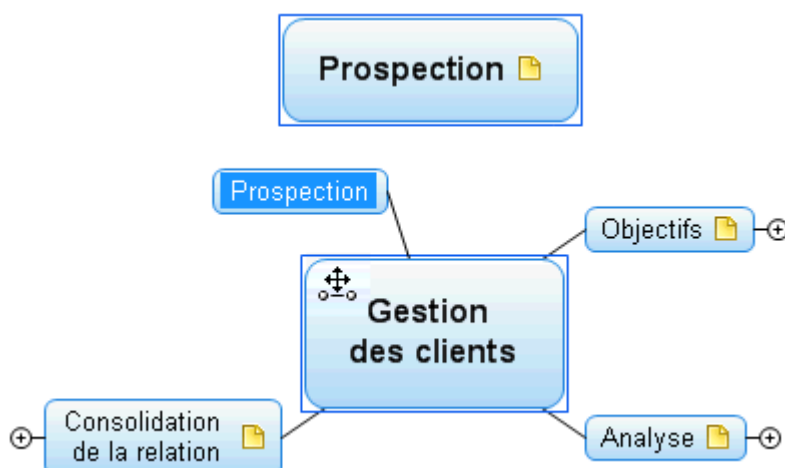 Prospection
Prospection
Objectifs
Gestion
des clients
Consolidation
de la relation
Analyse